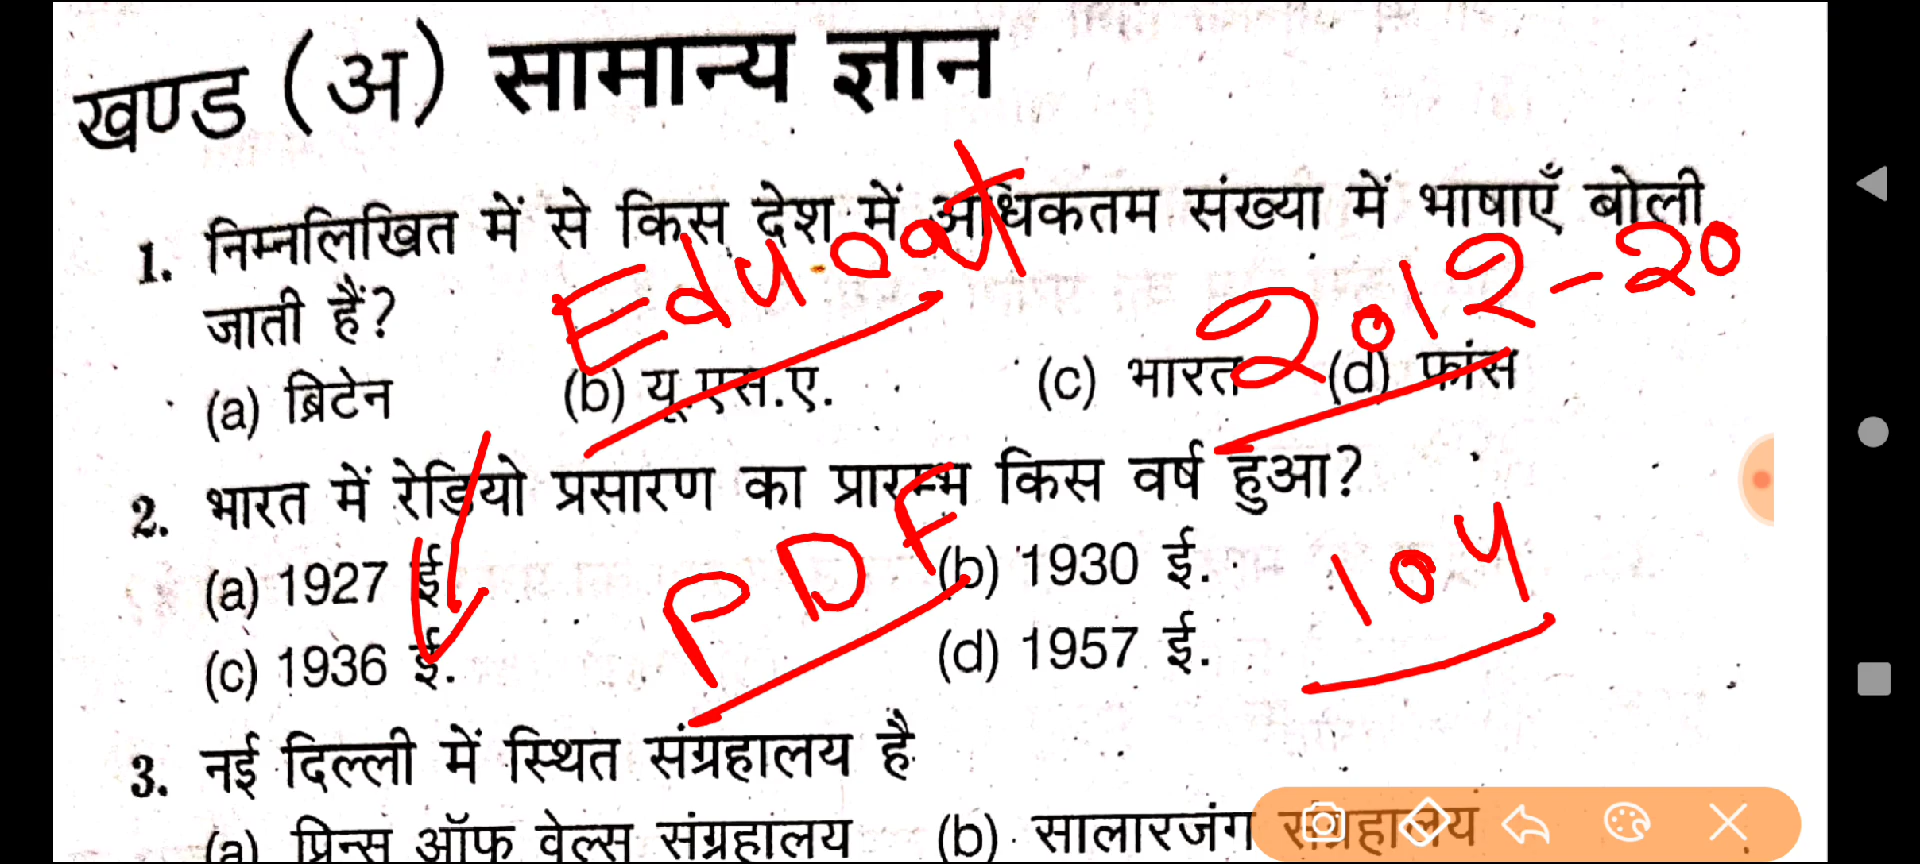 खण्ड (अ) सामान्य ज्ञान
1. निम्नलिखित में से किस देश में अधिकतम संख्या में भाषाएँ बोली
जाती हैं?
(a) ब्रिटेन (b) यू.एस.ए. (c) भारत (d) फ्रांस
2. भारत में रेडियो प्रसारण का प्रारम्भ किस वर्ष हुआ?
(a) 1927 ई. (b) 1930 ई.
(c) 1936 ई. (d) 1957 ई.
3. नई दिल्ली में स्थित संग्रहालय है
(a) प्रिन्स ऑफ वेल्स संग्रहालय (b) सालारजंग संग्रहालय
2012-20
PDF
104